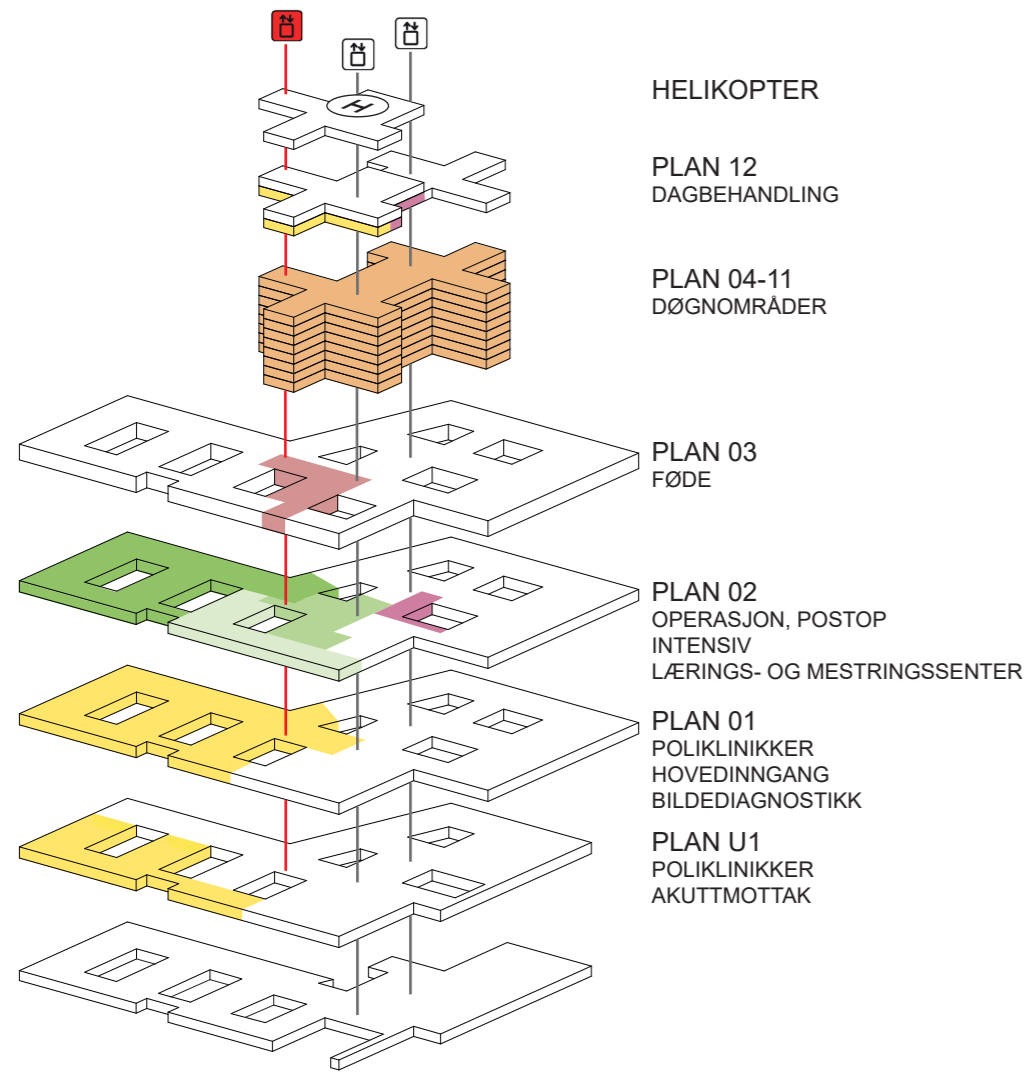 H
HELIKOPTER
PLAN 12
DAGBEHANDLING
PLAN 04-11
DØGNOMRÅDER
PLAN 03
FØDE
PLAN 02
OPERASJON, POSTOP
INTENSIV
LÆRINGS- OG MESTRINGSSENTER
PLAN 01
POLIKLINIKKER
HOVEDINNGANG
BILDEDIAGNOSTIKK
PLAN U1
POLIKLINIKKER
AKUTTMOTTAK